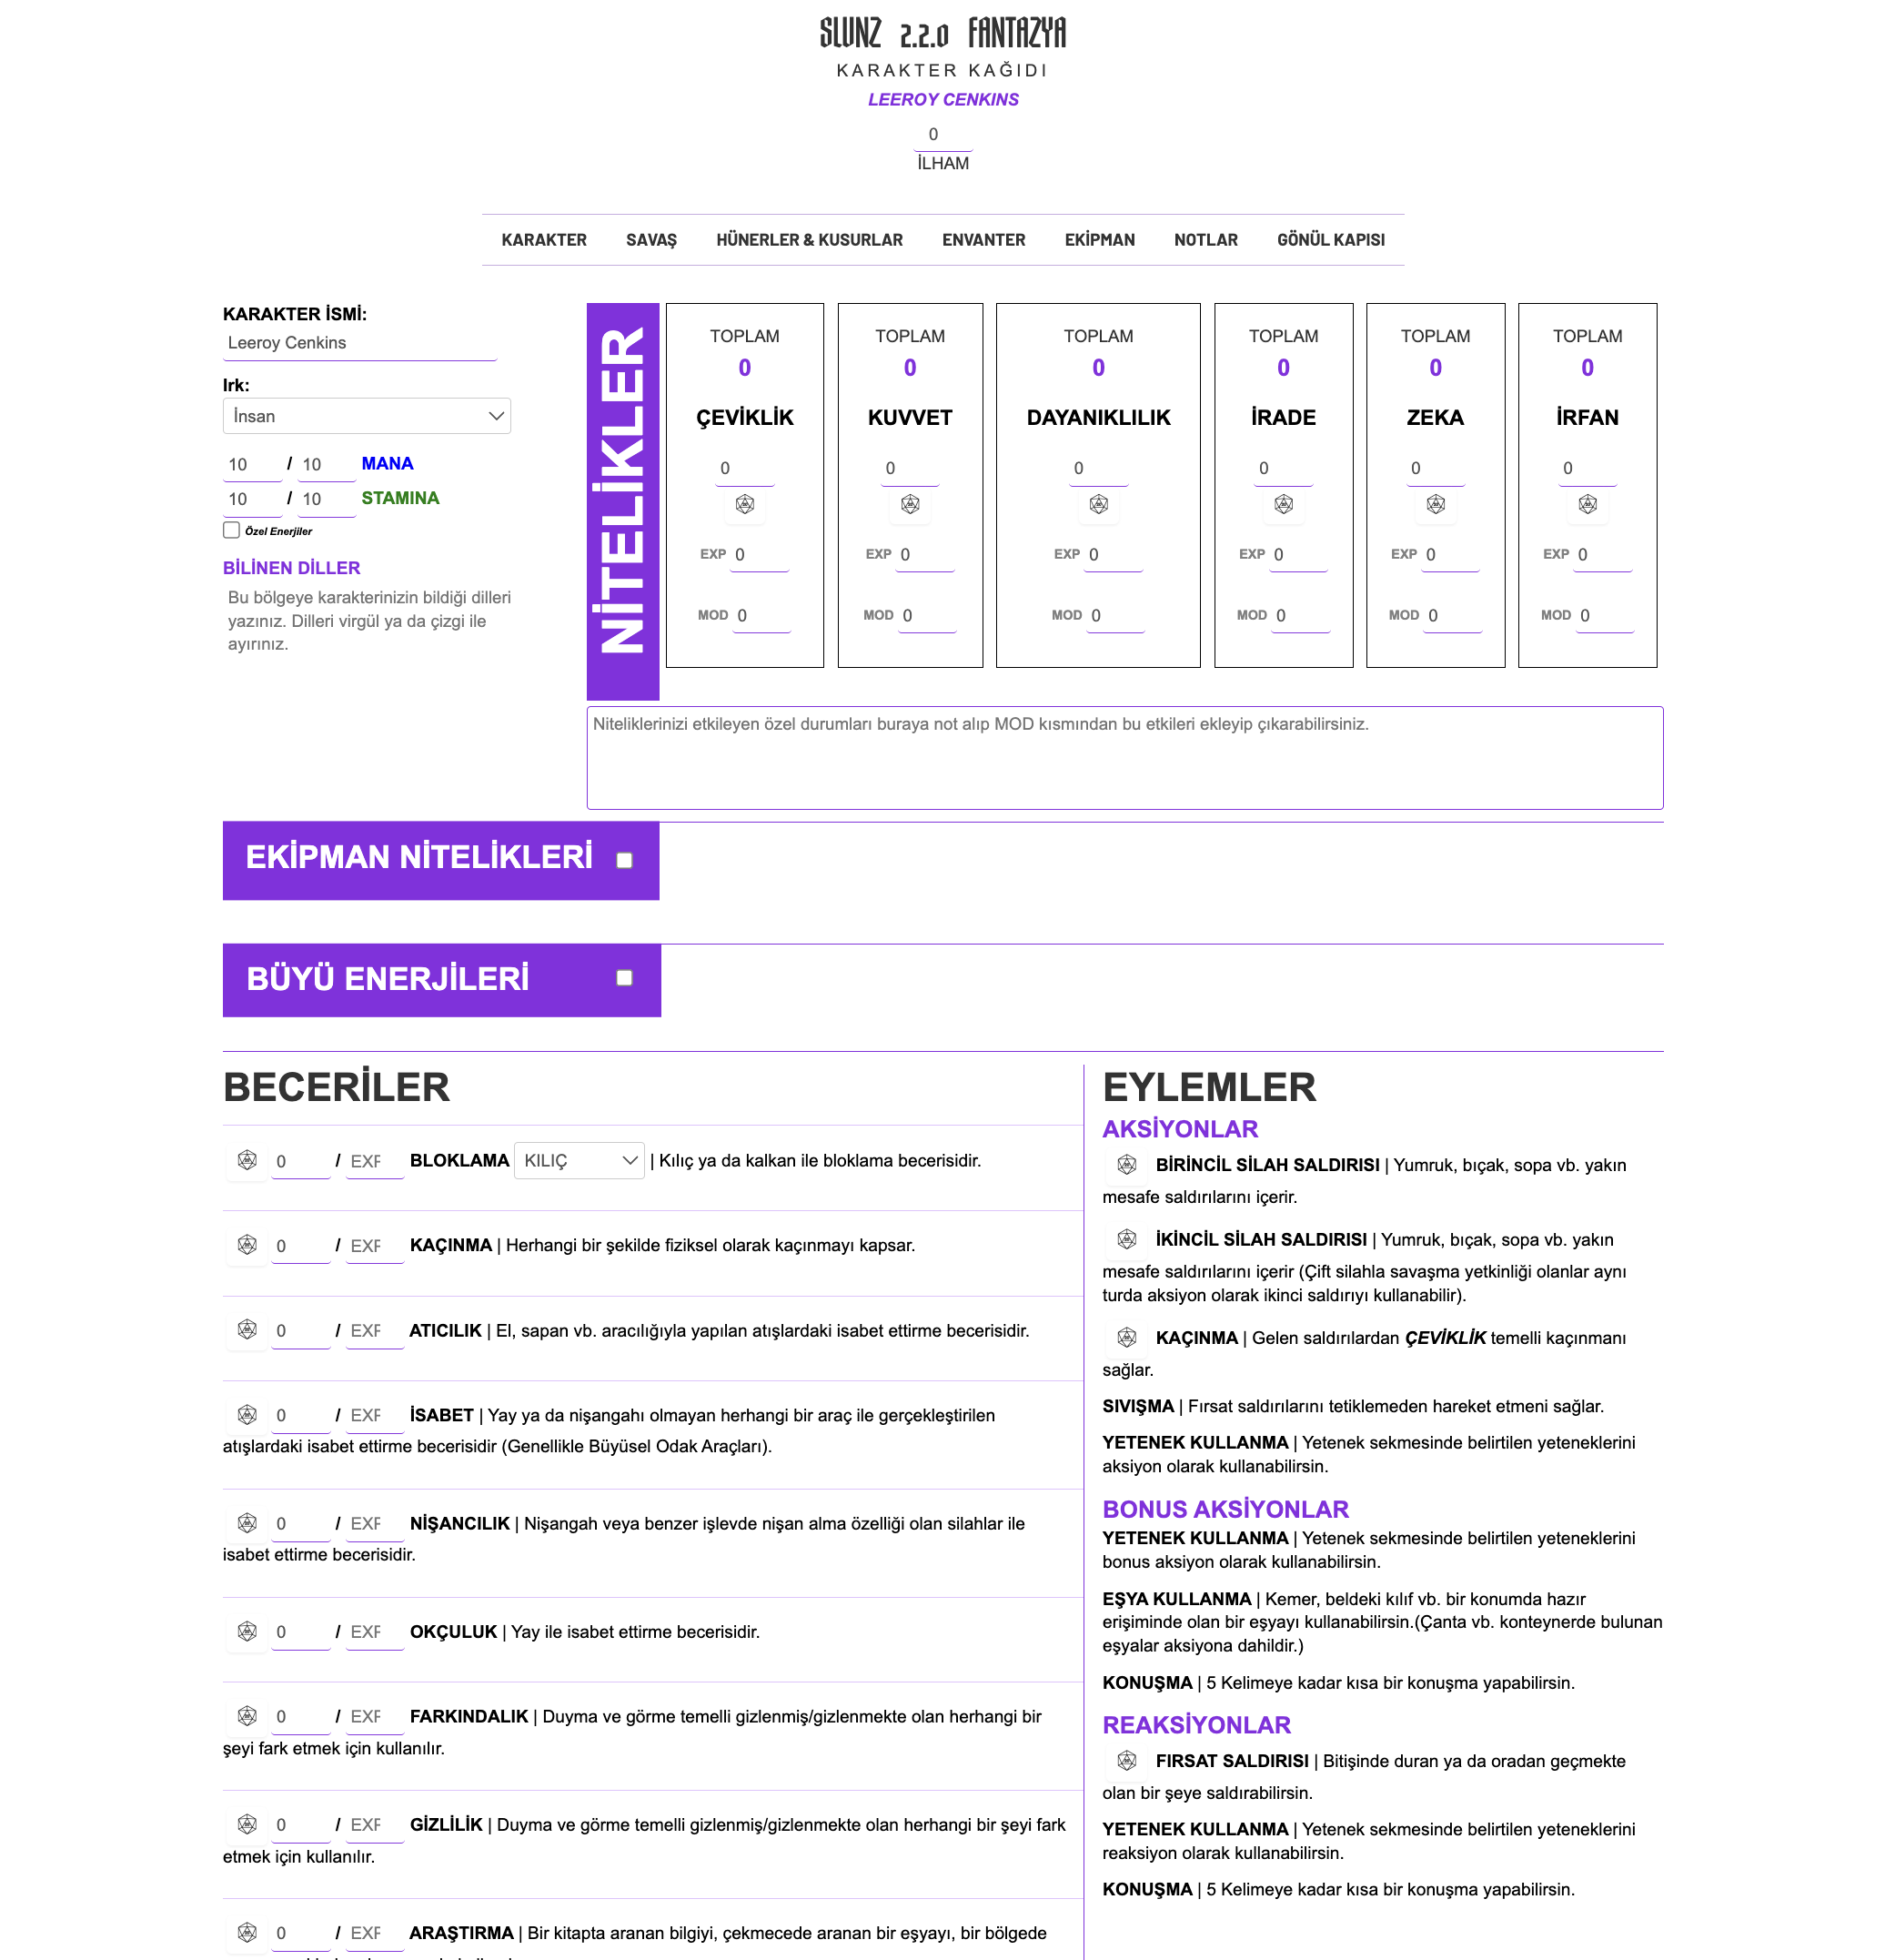 SLUNZ 2.2.0 FANTAZYA
KARAKTER KAĞIDI
LEEROY CENKINS
0
İLHAM
KARAKTER SAVAŞ HÜNERLER & KUSURLAR ENVANTER EKİPMAN NOTLAR GÖNÜL KAPISI
KARAKTER İSMİ:
Leeroy Cenkins
Irk:
İnsan
10 / 10 MANA
10 / 10 STAMINA
Özel Enerjiler
BİLİNEN DİLLER
Bu bölgeye karakterinizin bildiği dilleri
yazınız. Dilleri virgül ya da çizgi ile
ayırınız.
NİTELİKLER
TOPLAM TOPLAM TOPLAM TOPLAM TOPLAM TOPLAM
0 0 0 0 0 0
ÇEVİKLİK KUVVET DAYANIKLILIK İRADE ZEKA İRFAN
0 0 0 0 0 0
EXP 0 EXP 0 EXP 0 EXP 0 EXP 0 EXP 0
MOD 0 MOD 0 MOD 0 MOD 0 MOD 0 MOD 0
Niteliklerinizi etkileyen özel durumları buraya not alıp MOD kısmından bu etkileri ekleyip çıkarabilirsiniz.
EKİPMAN NİTELİKLERİ
BÜYÜ ENERJİLERİ
BECERİLER
0 / EXP BLOKLAMA KILIÇ | Kılıç ya da kalkan ile bloklama becerisidir.
0 / EXP KAÇINMA | Herhangi bir şekilde fiziksel olarak kaçınmayı kapsar.
0 / EXP ATICILIK | El, sapan vb. aracılığıyla yapılan atışlardaki isabet ettirme becerisidir.
0 / EXP İSABET | Yay ya da nişangahı olmayan herhangi bir araç ile gerçekleştirilen
atışlardaki isabet ettirme becerisidir (Genellikle Büyüsel Odak Araçları).
0 / EXP NİŞANCILIK | Nişangah veya benzer işlevde nişan alma özelliği olan silahlar ile
isabet ettirme becerisidir.
0 / EXP OKÇULUK | Yay ile isabet ettirme becerisidir.
0 / EXP FARKINDALIK | Duyma ve görme temelli gizlenmiş/gizlenmekte olan herhangi bir
şeyi fark etmek için kullanılır.
0 / EXP GİZLİLİK | Duyma ve görme temelli gizlenmiş/gizlenmekte olan herhangi bir şeyi fark
etmek için kullanılır.
0 / EXP ARAŞTIRMA | Bir kitapta aranan bilgiyi, çekmecede aranan bir eşyayı, bir bölgede
EYLEMLER
AKSİYONLAR
BİRİNCİL SİLAH SALDIRISI | Yumruk, bıçak, sopa vb. yakın
mesafe saldırılarını içerir.
İKİNCİL SİLAH SALDIRISI | Yumruk, bıçak, sopa vb. yakın
mesafe saldırılarını içerir (Çift silahla savaşma yetkinliği olanlar aynı
turda aksiyon olarak ikinci saldırıyı kullanabilir).
KAÇINMA | Gelen saldırılardan ÇEVİKLİK temelli kaçınmanı
sağlar.
SIVIŞMA | Fırsat saldırılarını tetiklemeden hareket etmeni sağlar.
YETENEK KULLANMA | Yetenek sekmesinde belirtilen yeteneklerini
aksiyon olarak kullanabilirsin.
BONUS AKSİYONLAR
YETENEK KULLANMA | Yetenek sekmesinde belirtilen yeteneklerini
bonus aksiyon olarak kullanabilirsin.
EŞYA KULLANMA | Kemer, beldeki kılıf vb. bir konumda hazır
erişiminde olan bir eşyayı kullanabilirsin.(Çanta vb. konteynerde bulunan
eşyalar aksiyona dahildir.)
KONUŞMA | 5 Kelimeye kadar kısa bir konuşma yapabilirsin.
REAKSİYONLAR
FIRSAT SALDIRISI | Bitişinde duran ya da oradan geçmekte
olan bir şeye saldırabilirsin.
YETENEK KULLANMA | Yetenek sekmesinde belirtilen yeteneklerini
reaksiyon olarak kullanabilirsin.
KONUŞMA | 5 Kelimeye kadar kısa bir konuşma yapabilirsin.